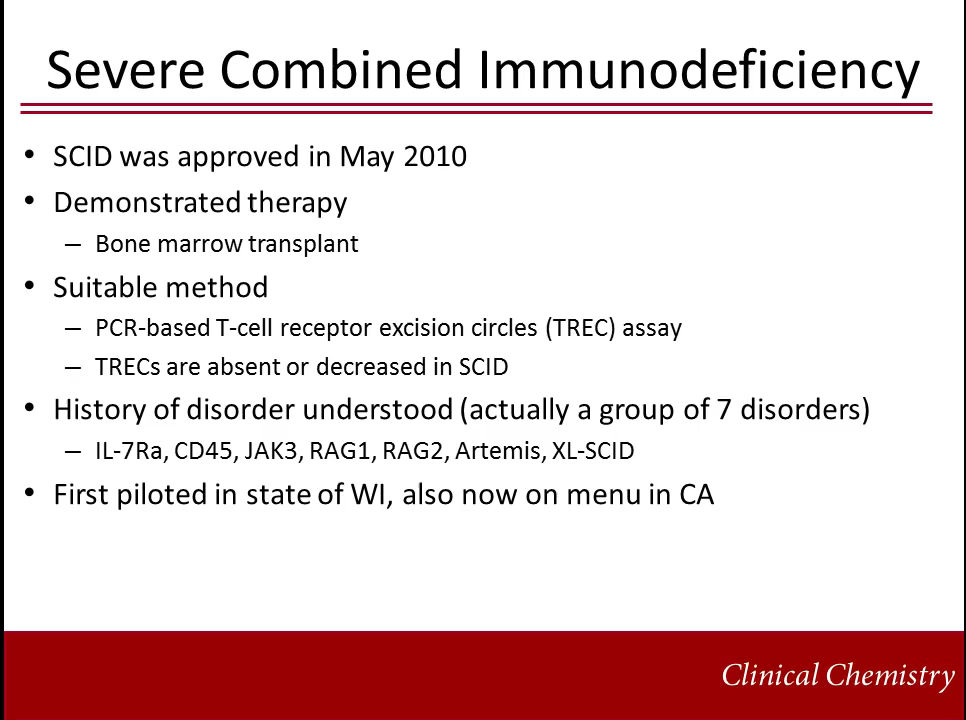 Severe Combined Immunodeficiency
• SCID was approved in May 2010
• Demonstrated therapy
– Bone marrow transplant
• Suitable method
– PCR-based T-cell receptor excision circles (TREC) assay
– TRECs are absent or decreased in SCID
• History of disorder understood (actually a group of 7 disorders)
– IL-7Ra, CD45, JAK3, RAG1, RAG2, Artemis, XL-SCID
• First piloted in state of WI, also now on menu in CA
Clinical Chemistry